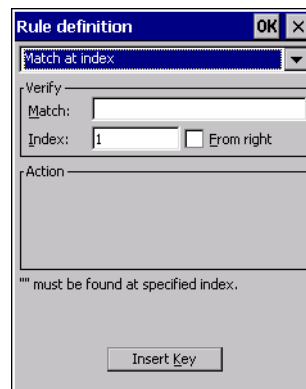 Rule definition OK ×
Match at index
Verify
Match:
Index: 1 From right
Action
"" must be found at specified index.
Insert Key